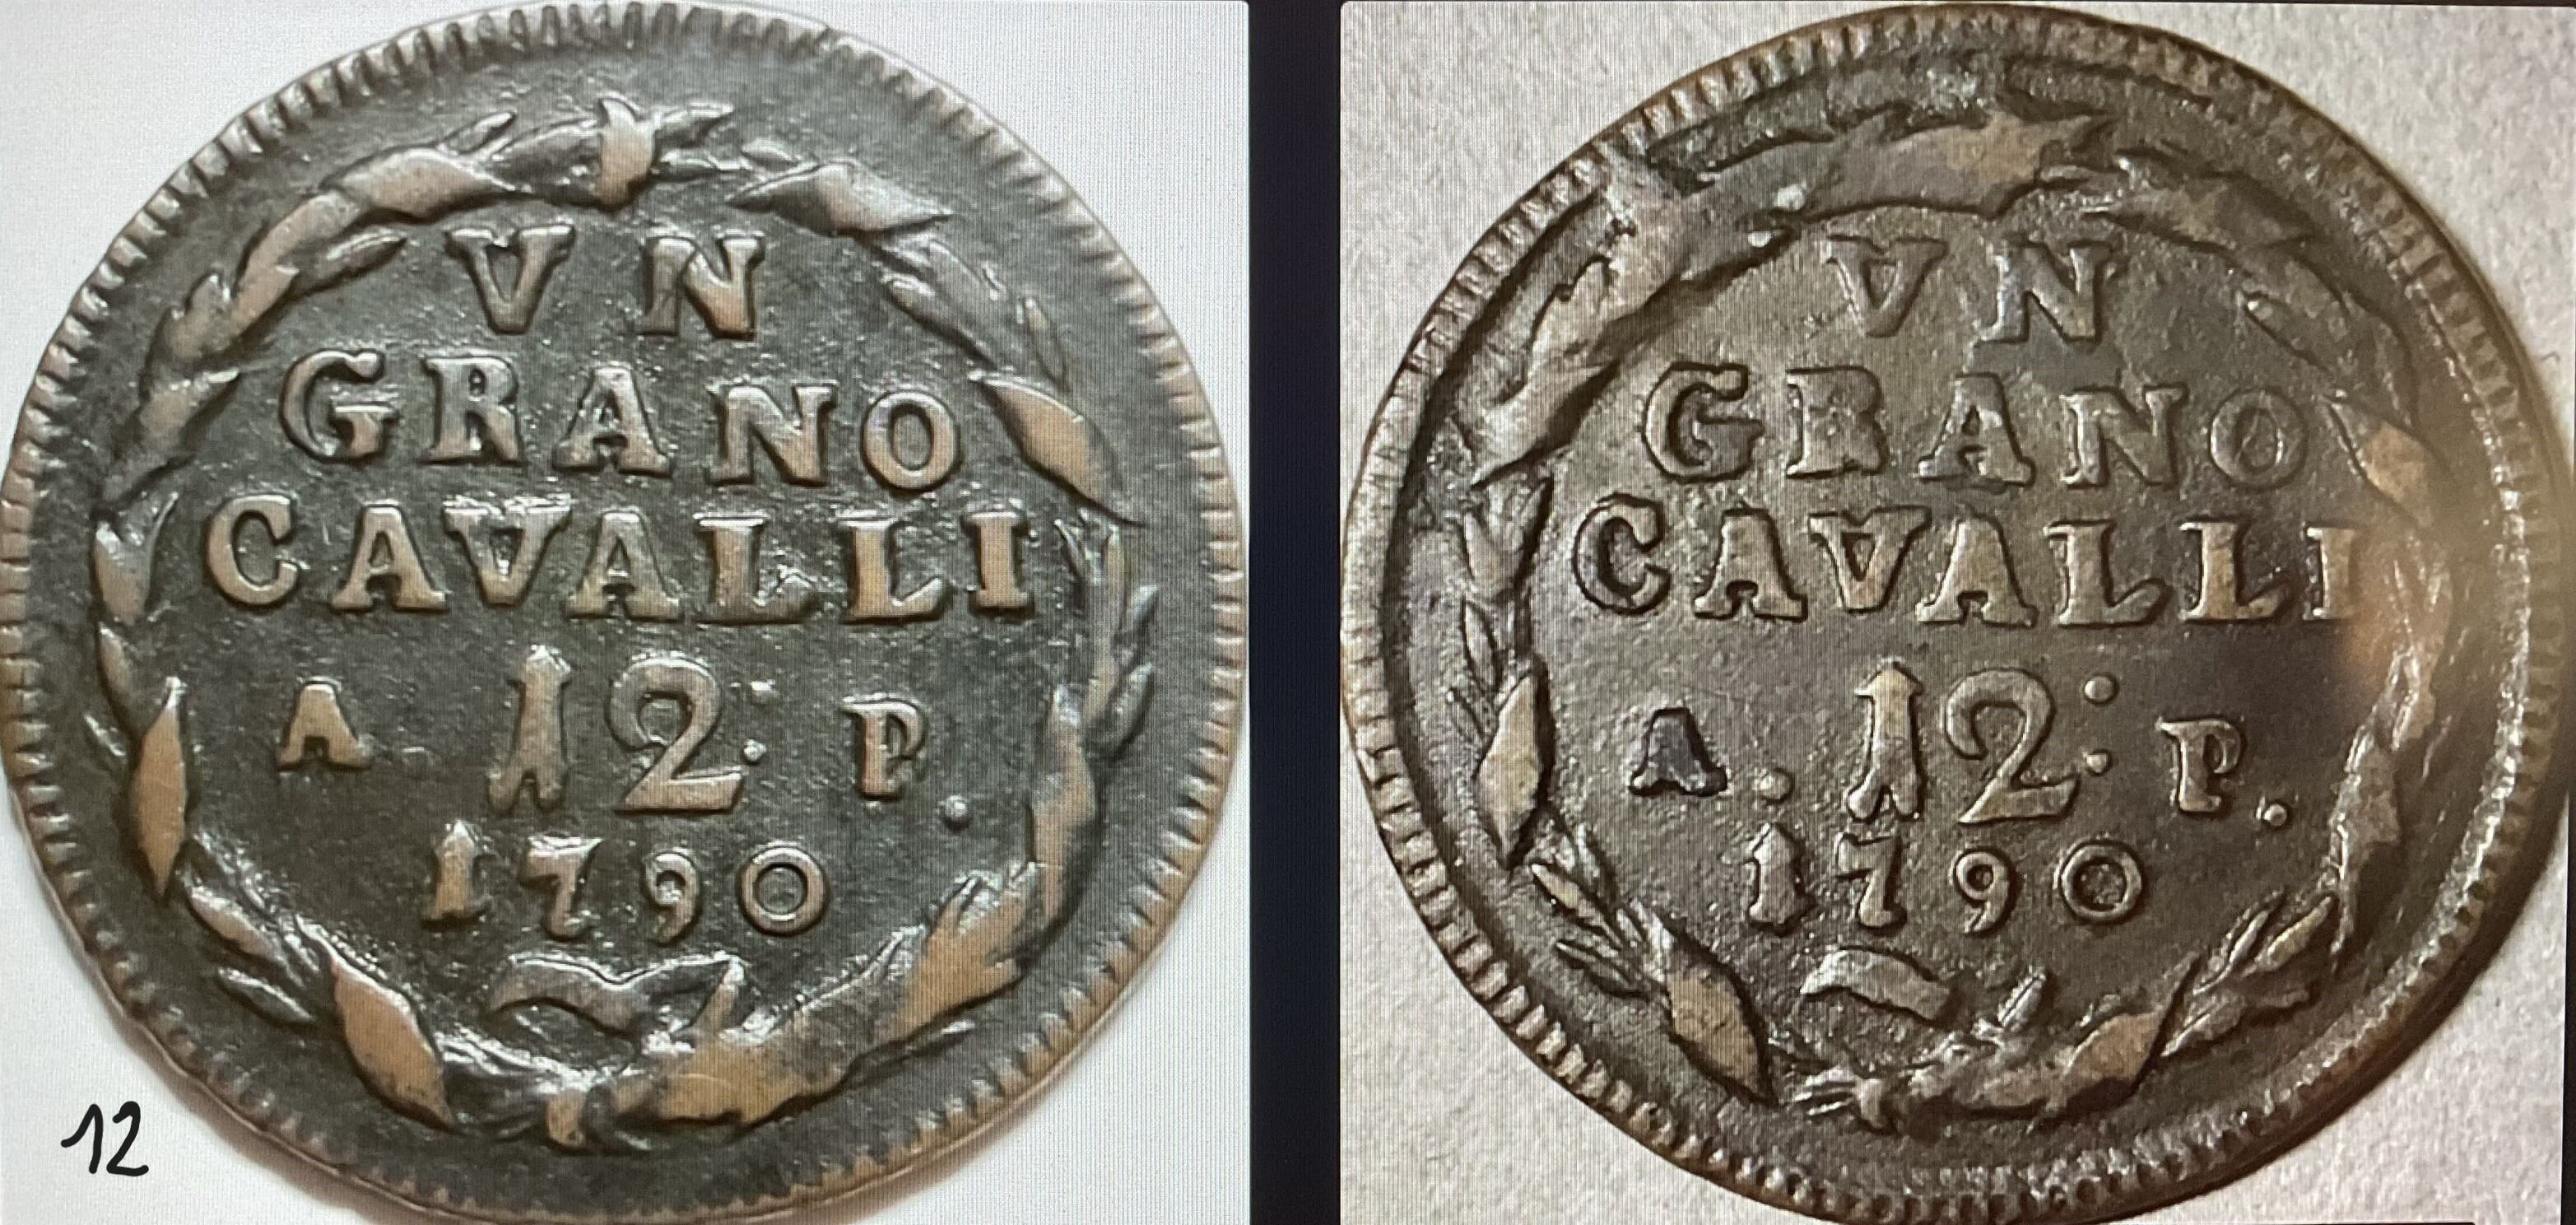 VN
GRANO
CAVALLI
A 12: P.
1790
12
VN
GRANO
CAVALLI
A. 12: P.
1790